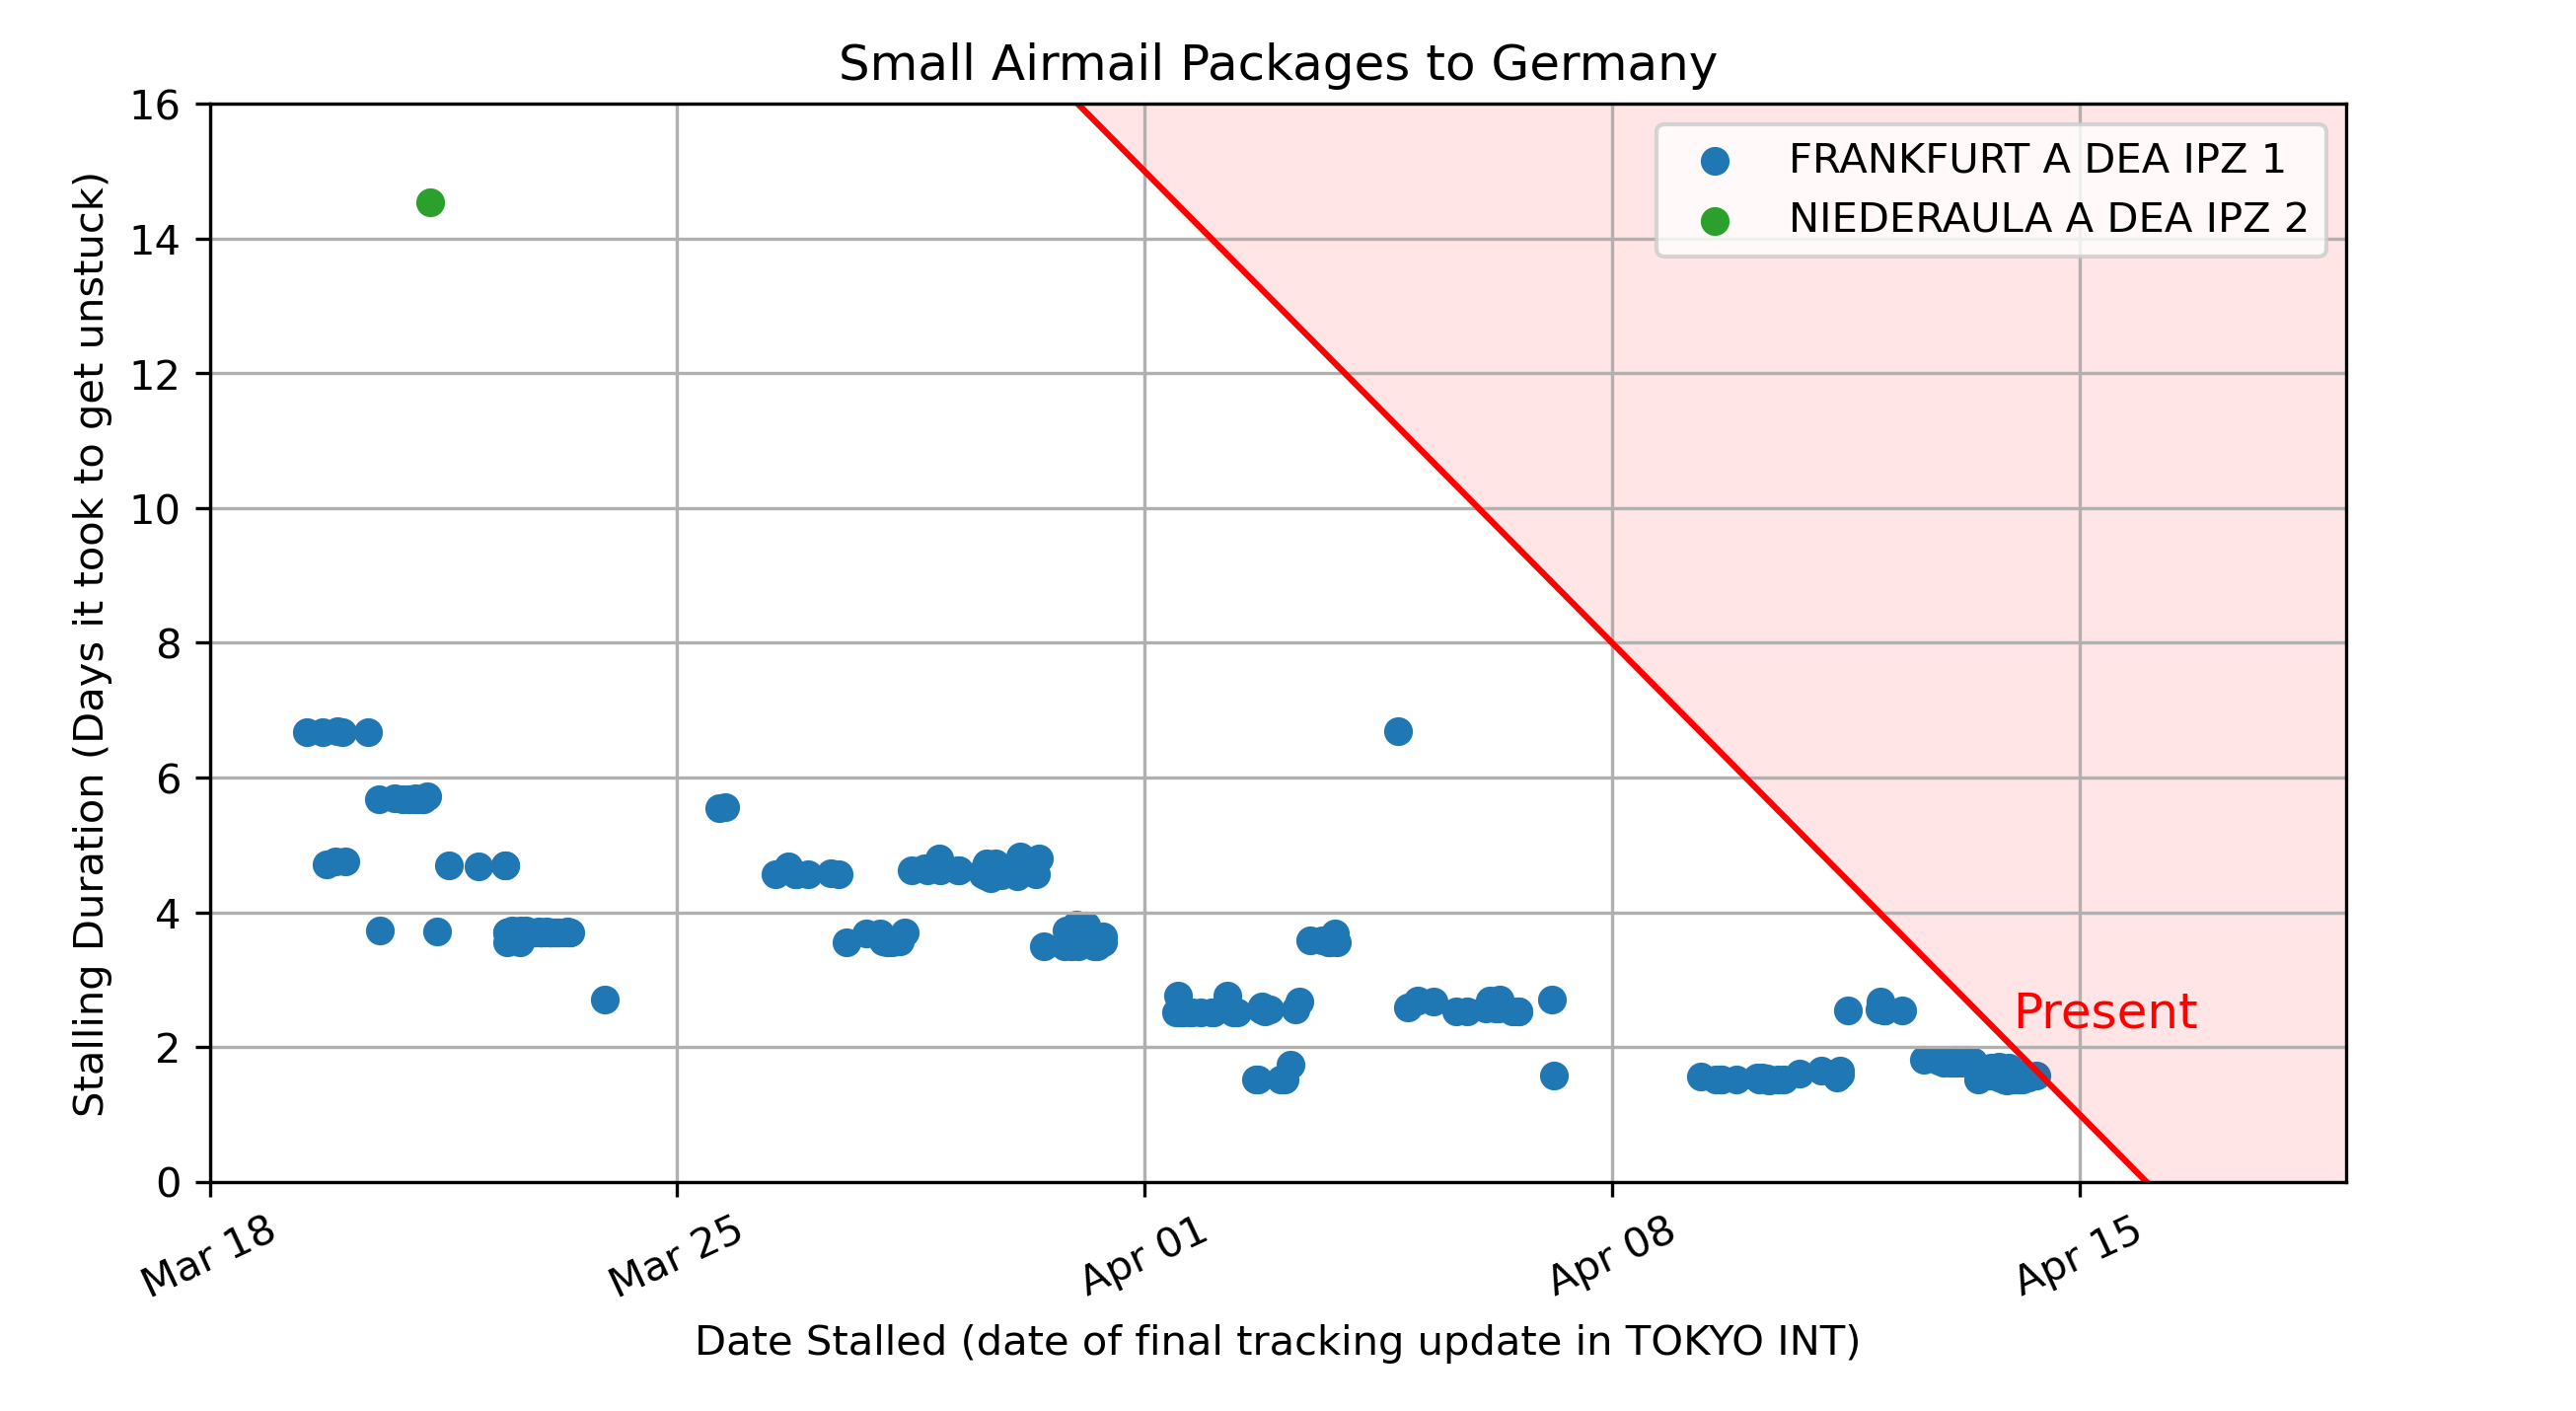 Small Airmail Packages to Germany
FRANKFURT A DEA IPZ 1
NIEDERAULA A DEA IPZ 2
Stalling Duration (Days it took to get unstuck)
16
14
12
10
8
6
4
2
0
Present
Mar 18
Mar 25
Apr 01
Apr 08
Apr 15
Date Stalled (date of final tracking update in TOKYO INT)